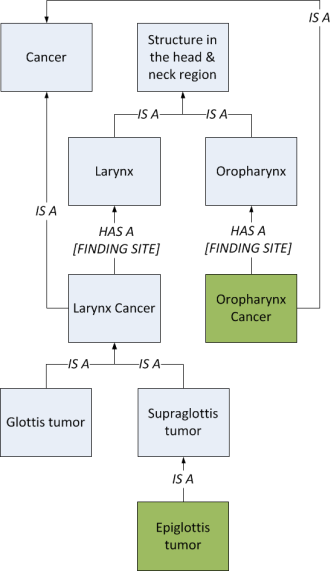 IS A
Cancer
Structure in
the head &
neck region
IS A
IS A
Larynx
Oropharynx
IS A
HAS A
[FINDING SITE]
HAS A
[FINDING SITE]
Larynx Cancer
Oropharynx
Cancer
IS A
IS A
Glottis tumor
Supraglottis
tumor
IS A
Epiglottis
tumor